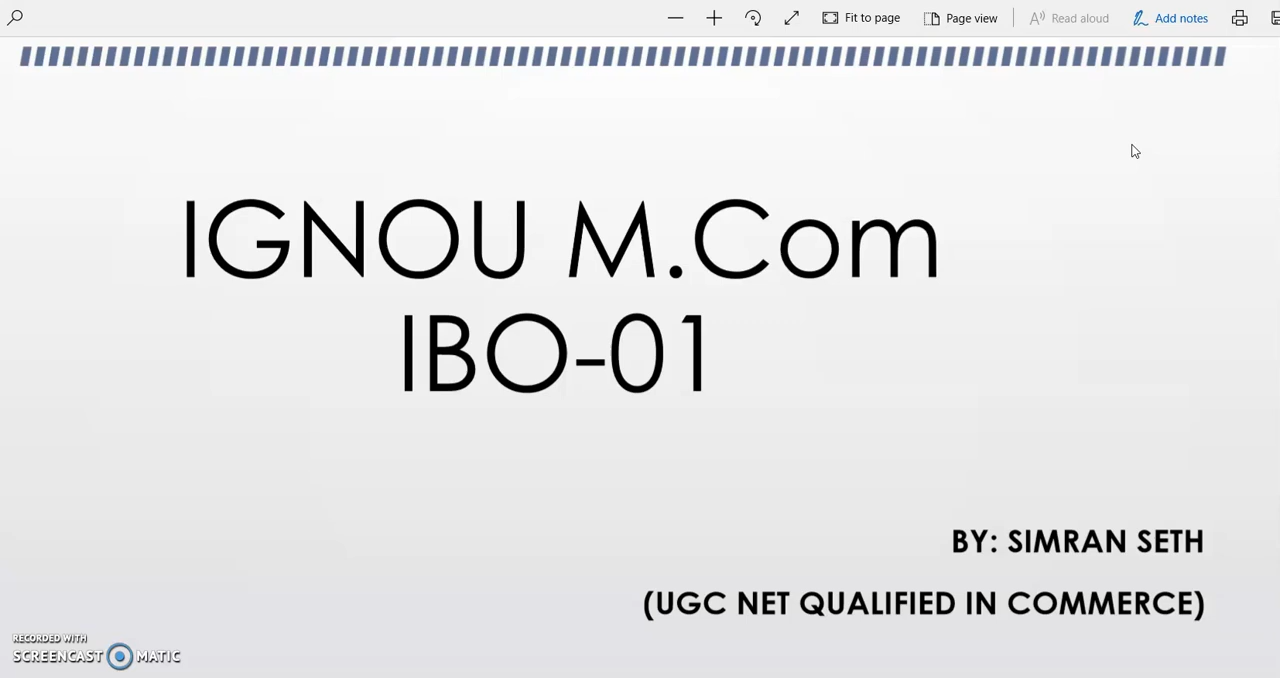 Fit to page Page view Read aloud Add notes
IGNOU M.Com
IBO-01
BY: SIMRAN SETH
(UGC NET QUALIFIED IN COMMERCE)
RECORDED WITH
SCREENCAST MATIC